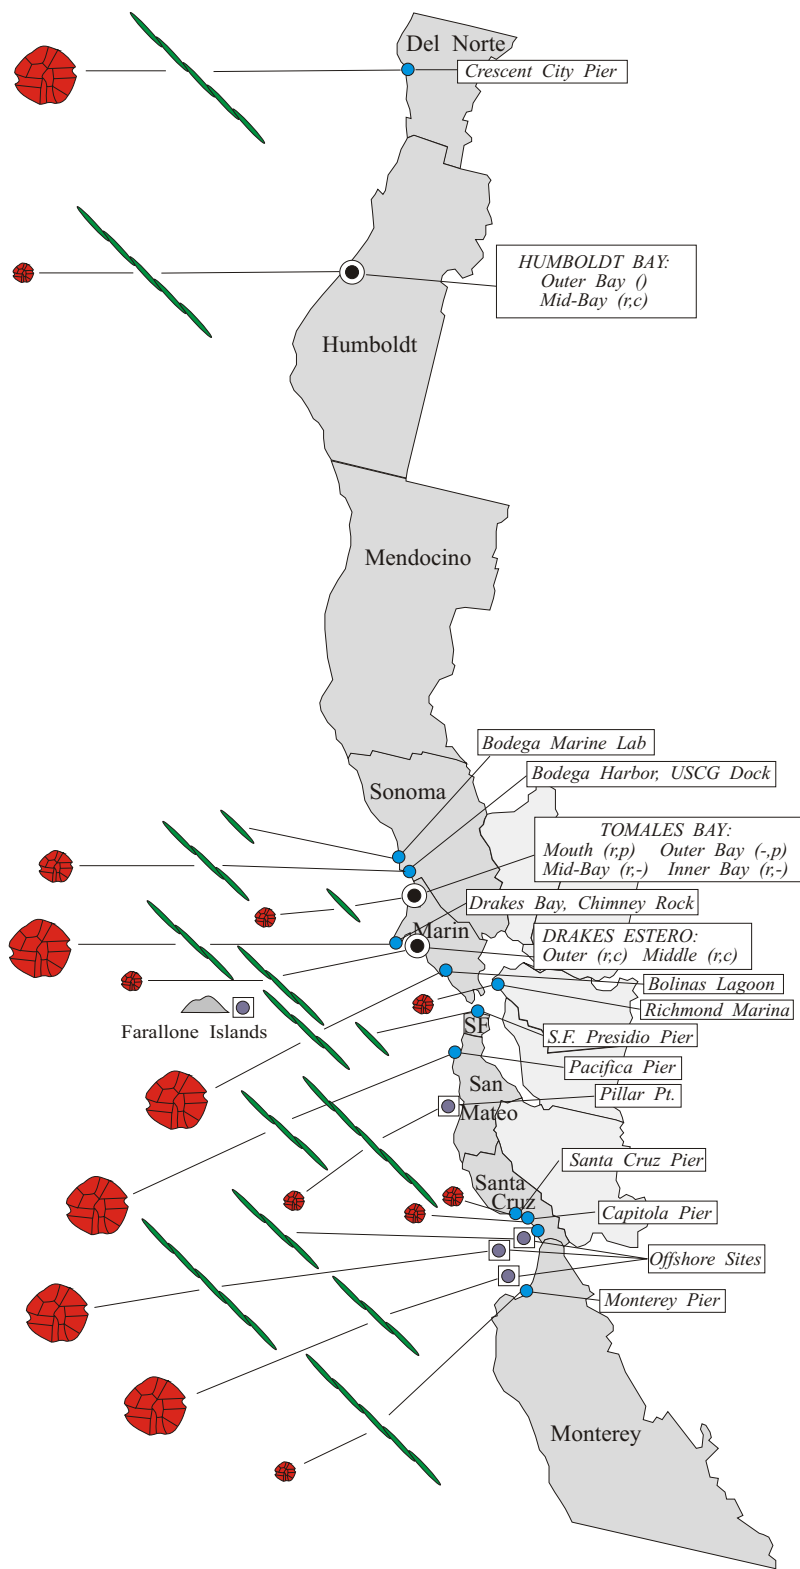 Del Norte
Crescent City Pier
HUMBOLDT BAY:
Outer Bay ()
Mid-Bay (r,c)
Humboldt
Mendocino
Bodega Marine Lab
Bodega Harbor, USCG Dock
Sonoma
TOMALES BAY:
Mouth (r,p) Outer Bay (-,p)
Mid-Bay (r,-) Inner Bay (r,-)
Drakes Bay, Chimney Rock
Marin
DRAKES ESTERO:
Outer (r,c) Middle (r,c)
Bolinas Lagoon
Richmond Marina
Farallone Islands
SF
S.F. Presidio Pier
Pacifica Pier
San
Mateo
Pillar Pt.
Santa Cruz Pier
Santa
Cruz
Capitola Pier
Offshore Sites
Monterey Pier
Monterey